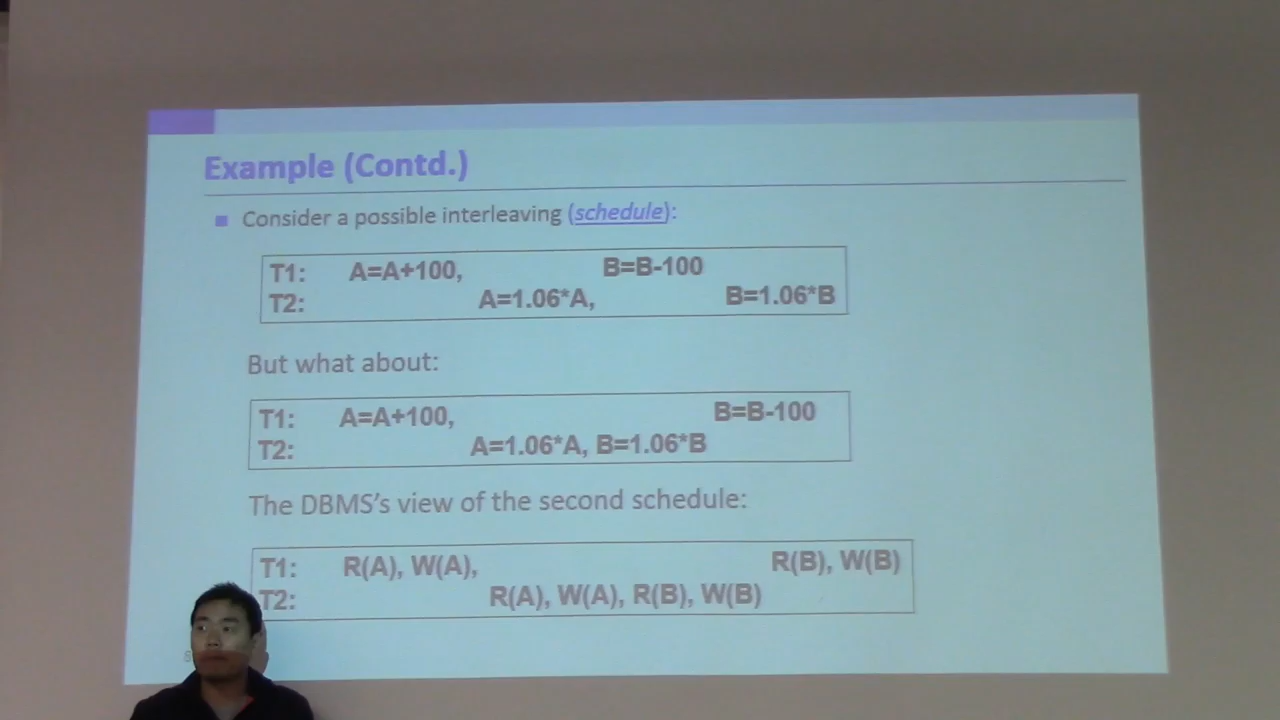 Example (Contd.)
Consider a possible interleaving (schedule):
T1: A=A+100, B=B-100
T2: A=1.06*A, B=1.06*B
But what about:
T1: A=A+100, B=B-100
T2: A=1.06*A, B=1.06*B
The DBMS's view of the second schedule:
T1: R(A), W(A), R(B), W(B)
T2: R(A), W(A), R(B), W(B)